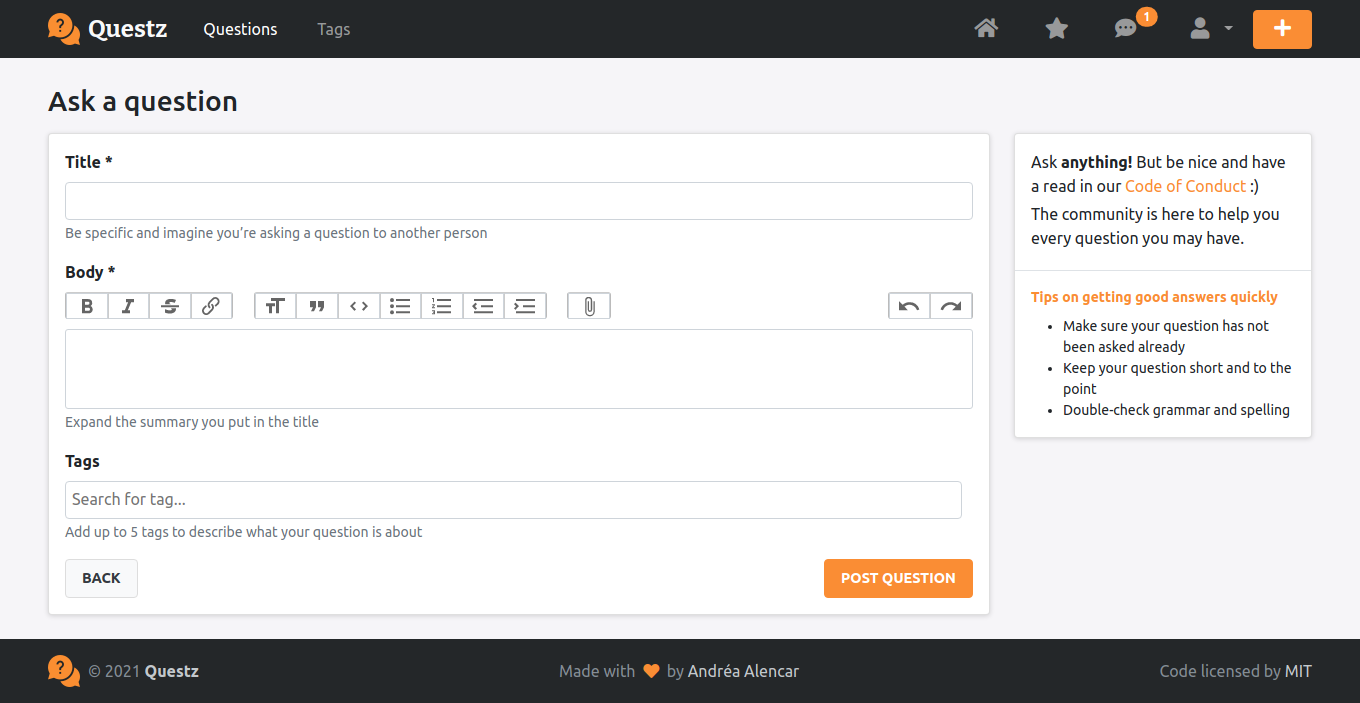 Questz Questions Tags 1
Ask a question
Title *
Be specific and imagine you’re asking a question to another person
Body *
Expand the summary you put in the title
Tags
Search for tag...
Add up to 5 tags to describe what your question is about
BACK POST QUESTION
Ask anything! But be nice and have
a read in our Code of Conduct :)
The community is here to help you
every question you may have.
Tips on getting good answers quickly
• Make sure your question has not
been asked already
• Keep your question short and to the
point
• Double-check grammar and spelling
© 2021 Questz Made with 🧡 by Andréa Alencar Code licensed by MIT